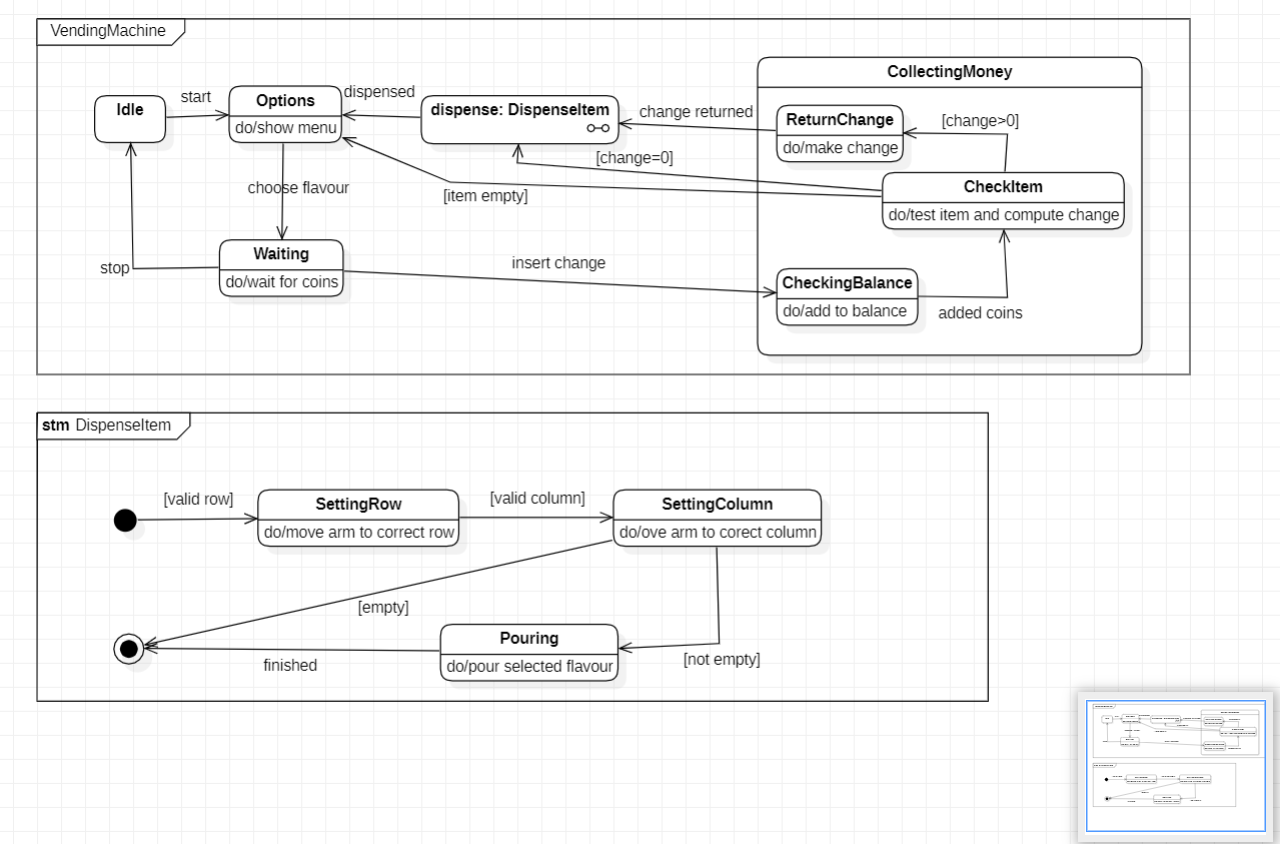 VendingMachine
CollectingMoney
Idle
start
Options
do/show menu
dispensed
dispense: DispenseItem
change returned
ReturnChange
do/make change
[change>0]
[change=0]
CheckItem
do/test item and compute change
choose flavour
[item empty]
Waiting
do/wait for coins
stop
insert change
CheckingBalance
do/add to balance
added coins
stm DispenseItem
[valid row]
SettingRow
do/move arm to correct row
[valid column]
SettingColumn
do/ove arm to corect column
[empty]
Pouring
do/pour selected flavour
finished
[not empty]